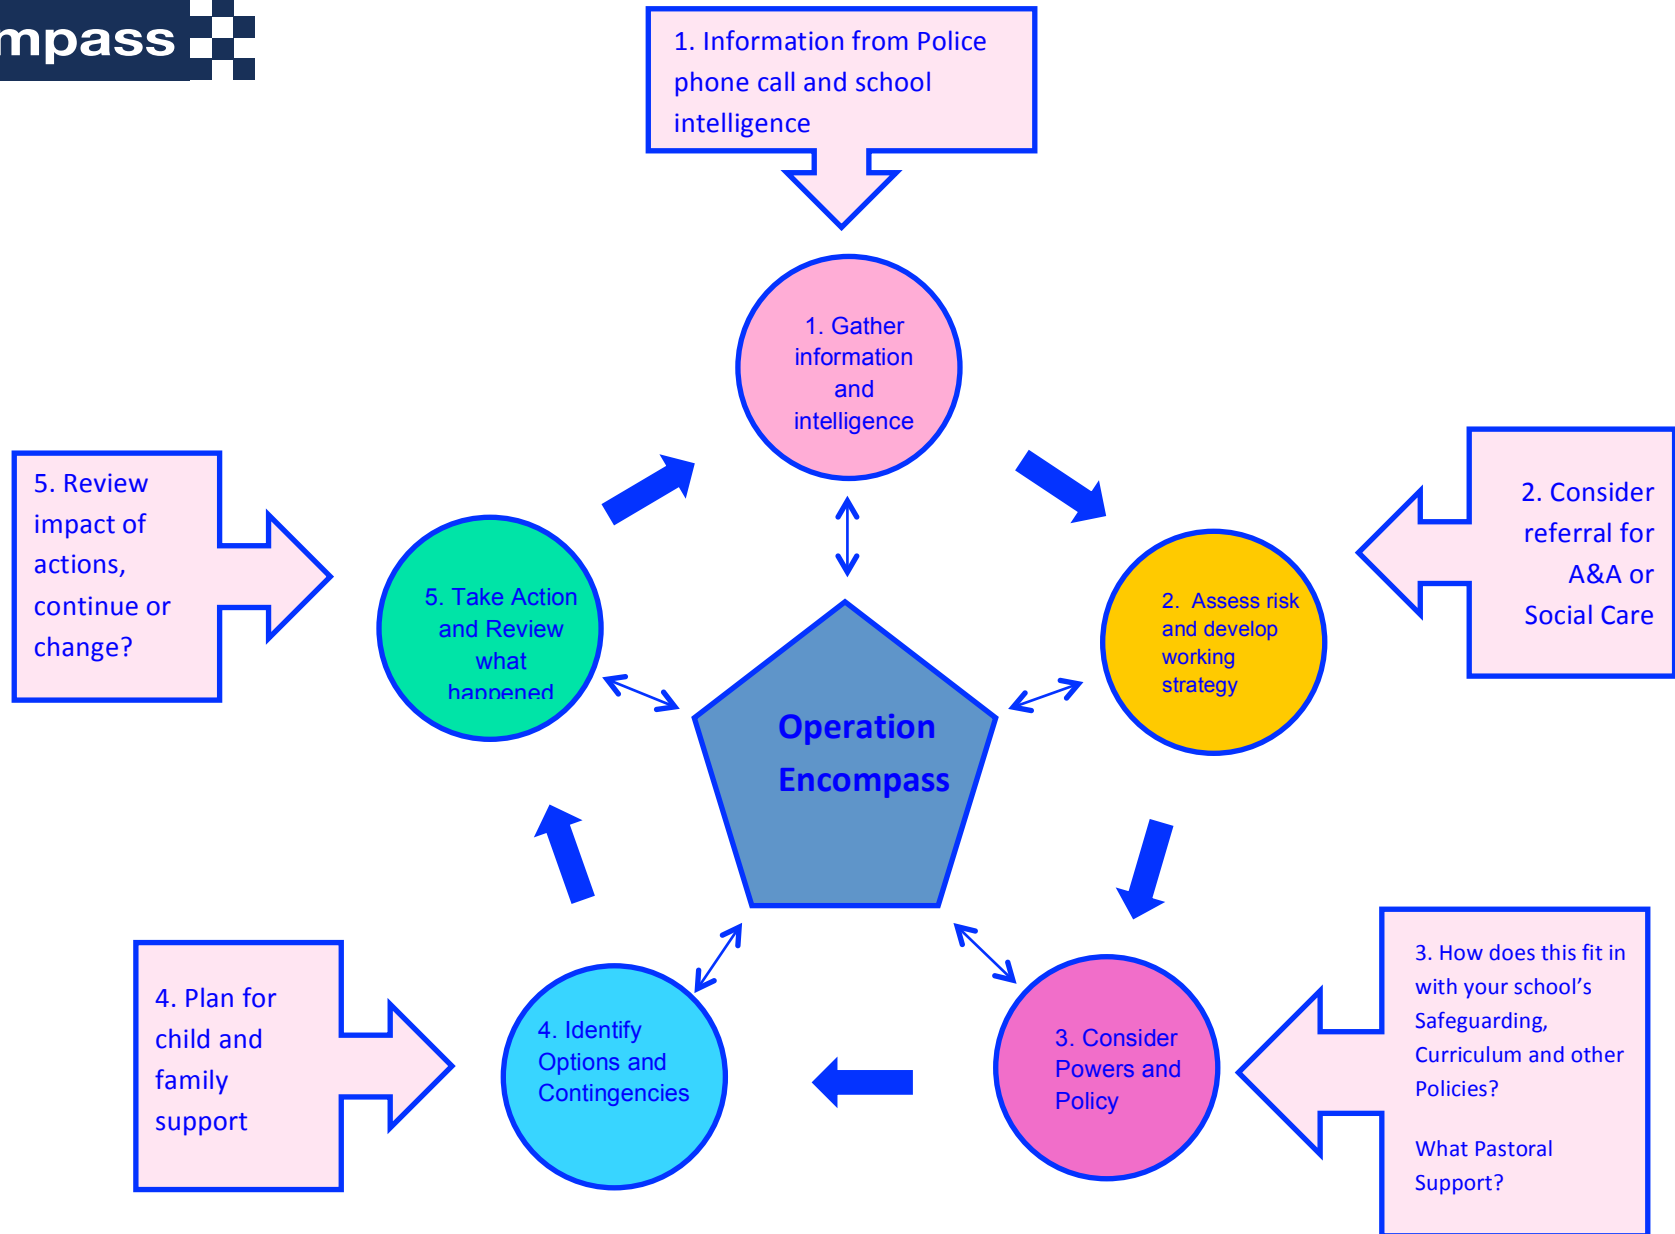 mpass
1. Information from Police
phone call and school
intelligence
1. Gather
information
and
intelligence
5. Review
impact of
actions,
continue or
change?
2. Consider
referral for
A&A or
Social Care
5. Take Action
and Review
what
happened
2. Assess risk
and develop
working
strategy
Operation
Encompass
4. Plan for
child and
family
support
4. Identify
Options and
Contingencies
3. Consider
Powers and
Policy
3. How does this fit in
with your school’s
Safeguarding,
Curriculum and other
Policies?
What Pastoral
Support?